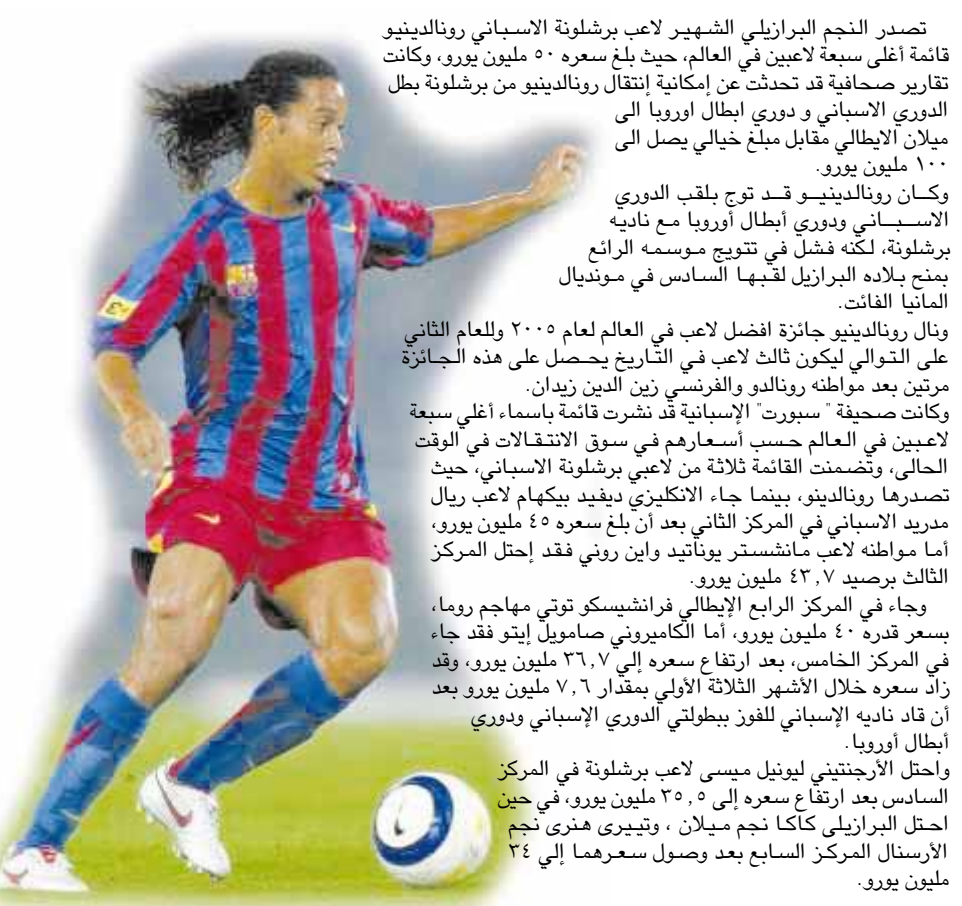 تصدر النجم البرازيلي الشهير لاعب برشلونة الاسباني رونالدينيو
قائمة أغلى سبعة لاعبين في العالم، حيث بلغ سعره ٥٠ مليون يورو، وكانت
تقارير صحافية قد تحدثت عن إمكانية إنتقال رونالدينيو من برشلونة بطل
الدوري الاسباني و دوري ابطال اوروبا الى
ميلان الايطالي مقابل مبلغ خيالي يصل الى
١٠٠ مليون يورو.
وكان رونالدينيو قد توج بلقب الدوري
الاسباني ودوري أبطال أوروبا مع ناديه
برشلونة، لكنه فشل في تتويج موسمه الرائع
بمنح بلاده البرازيل لقبها السادس في مونديال
المانيا الفائت.
ونال رونالدينيو جائزة افضل لاعب في العالم لعام ٢٠٠٥ وللعام الثاني
على التوالي ليكون ثالث لاعب في التاريخ يحصل على هذه الجائزة
مرتين بعد مواطنه رونالدو والفرنسي زين الدين زيدان.
وكانت صحيفة "سبورت" الإسبانية قد نشرت قائمة باسماء أغلي سبعة
لاعبين في العالم حسب أسعارهم في سوق الانتقالات في الوقت
الحالى، وتضمنت القائمة ثلاثة من لاعبي برشلونة الاسباني، حيث
تصدرها رونالدينو، بينما جاء الانكليزي ديفيد بيكهام لاعب ريال
مدريد الاسباني في المركز الثاني بعد أن بلغ سعره ٤٥ مليون يورو،
أما مواطنه لاعب مانشستر يوناتيد واين روني فقد إحتل المركز
الثالث برصيد ٤٣,٧ مليون يورو.
وجاء في المركز الرابع الإيطالي فرانشيسكو توتي مهاجم روما،
بسعر قدره ٤٠ مليون يورو، أما الكاميروني صامويل إيتو فقد جاء
في المركز الخامس، بعد ارتفاع سعره إلي ٣٦,٧ مليون يورو، وقد
زاد سعره خلال الأشهر الثلاثة الأولي بمقدار ٧,٦ مليون يورو بعد
أن قاد ناديه الإسباني للفوز ببطولتي الدوري الإسباني ودوري
أبطال أوروبا.
واحتل الأرجنتيني ليونيل ميسى لاعب برشلونة في المركز
السادس بعد ارتفاع سعره إلى ٣٥,٥ مليون يورو، في حين
احتل البرازيلى كاكا نجم ميلان ، وتييرى هنرى نجم
الأرسنال المركز السابع بعد وصول سعرهما إلي ٣٤
مليون يورو.